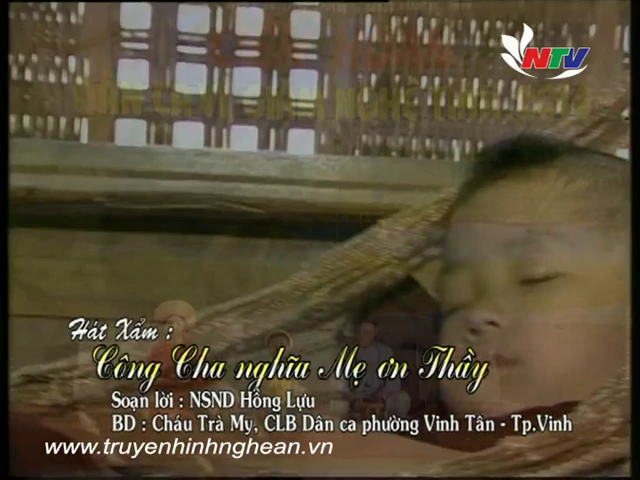 NTV
Hát Xẩm :
Công Cha nghĩa Mẹ ơn Thầy
Soạn lời : NSND Hồng Lựu
BD : Cháu Trà My, CLB Dân ca phường Vinh Tân - Tp.Vinh
www.truyenhinhnghean.vn